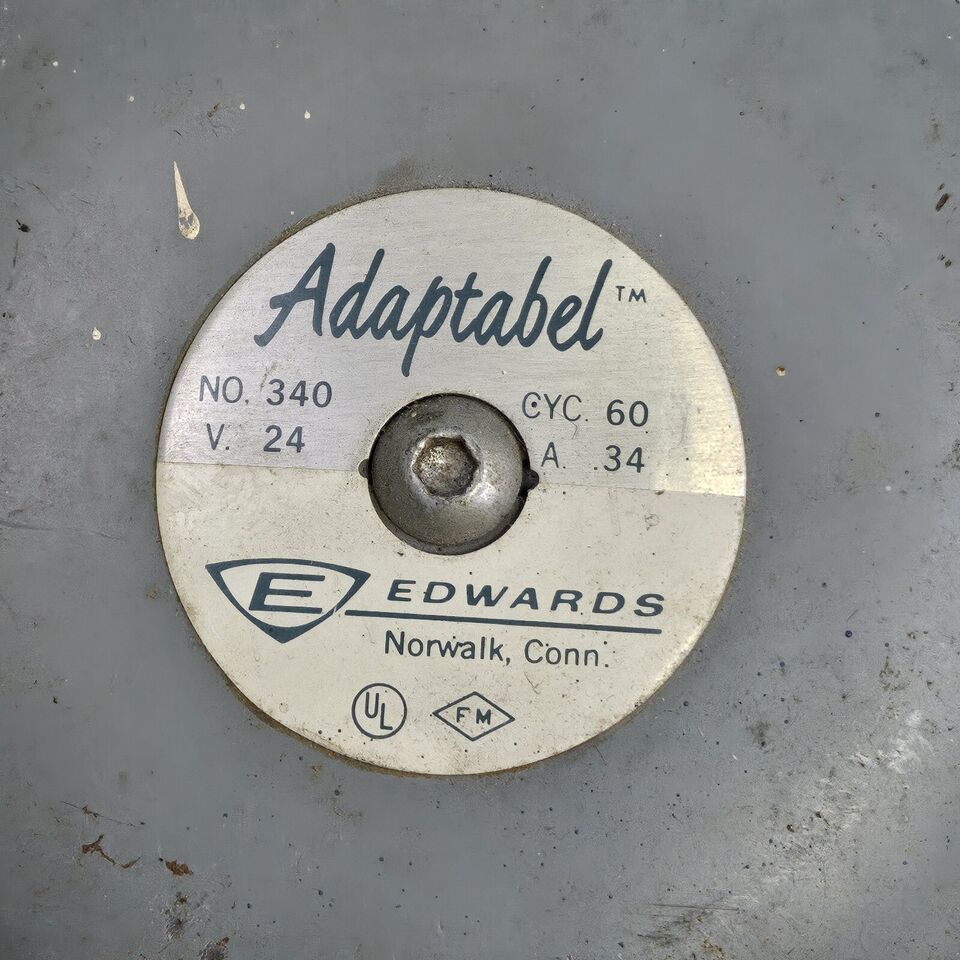 Adaptabel™
NO. 340 CYC. 60
V. 24 A. .34
E EDWARDS
Norwalk, Conn.
UL FM